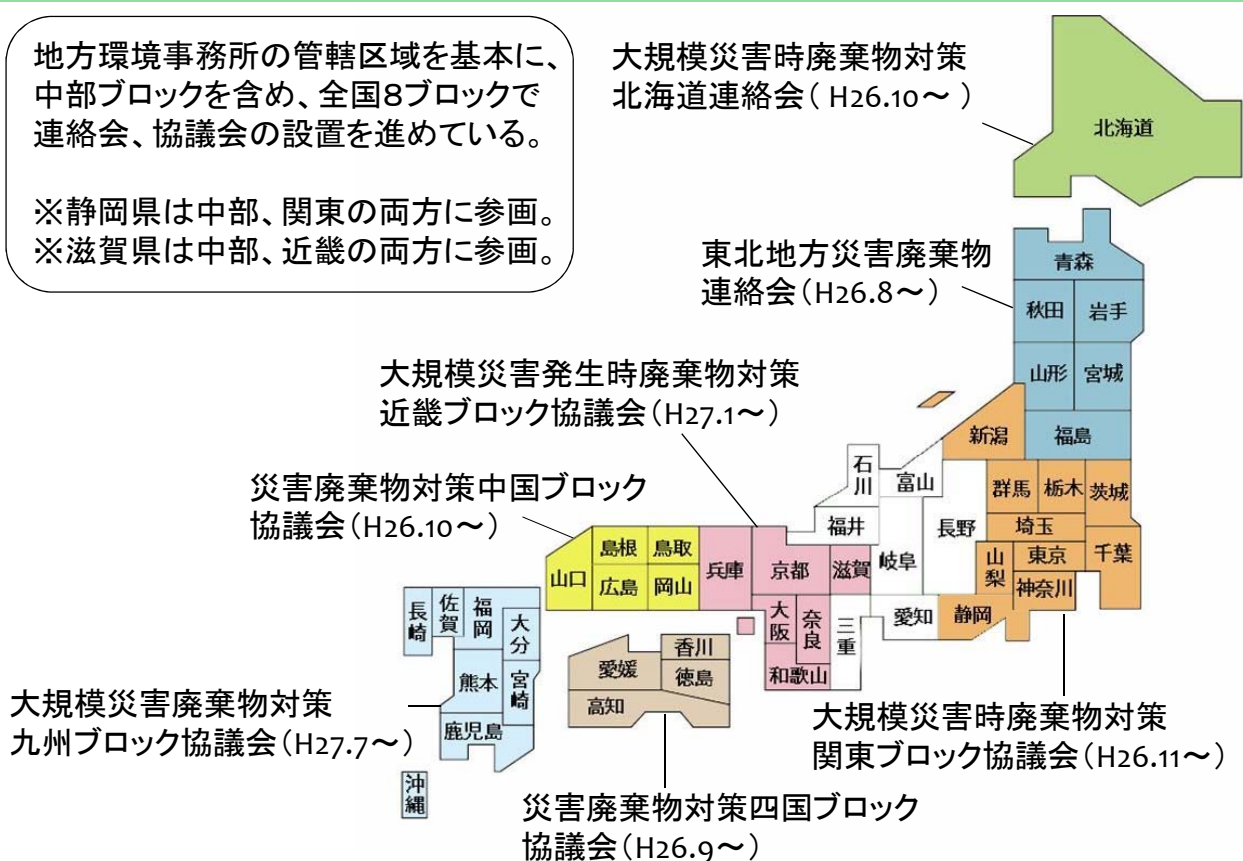 地方環境事務所の管轄区域を基本に、
中部ブロックを含め、全国8ブロックで
連絡会、協議会の設置を進めている。
※静岡県は中部、関東の両方に参画。
※滋賀県は中部、近畿の両方に参画。
大規模災害時廃棄物対策
北海道連絡会(H26.10～)
北海道
東北地方災害廃棄物
連絡会(H26.8～)
青森
秋田
岩手
山形
宮城
福島
大規模災害発生時廃棄物対策
近畿ブロック協議会(H27.1～)
新潟
群馬
栃木
茨城
埼玉
山梨
東京
千葉
神奈川
静岡
石川
富山
福井
長野
岐阜
愛知
三重
災害廃棄物対策中国ブロック
協議会(H26.10～)
山口
島根
鳥取
広島
岡山
兵庫
京都
滋賀
大阪
奈良
和歌山
長崎
佐賀
福岡
大分
熊本
宮崎
鹿児島
沖縄
香川
愛媛
徳島
高知
大規模災害廃棄物対策
九州ブロック協議会(H27.7～)
大規模災害時廃棄物対策
関東ブロック協議会(H26.11～)
災害廃棄物対策四国ブロック
協議会(H26.9～)